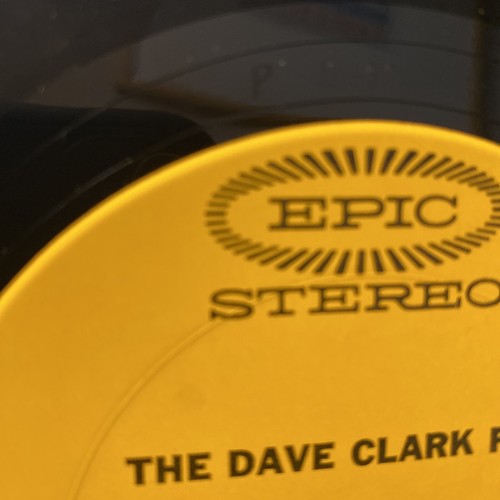 EPIC
STEREO
THE DAVE CLARK